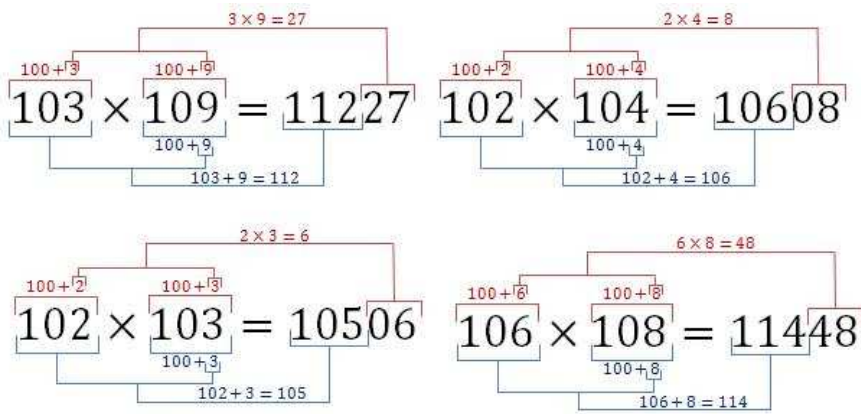 3 × 9 = 27
100 + 3 100 + 9
103 × 109 = 11227
100 + 9
103 + 9 = 112
2 × 4 = 8
100 + 2 100 + 4
102 × 104 = 10608
100 + 4
102 + 4 = 106
2 × 3 = 6
100 + 2 100 + 3
102 × 103 = 10506
100 + 3
102 + 3 = 105
6 × 8 = 48
100 + 6 100 + 8
106 × 108 = 11448
100 + 8
106 + 8 = 114